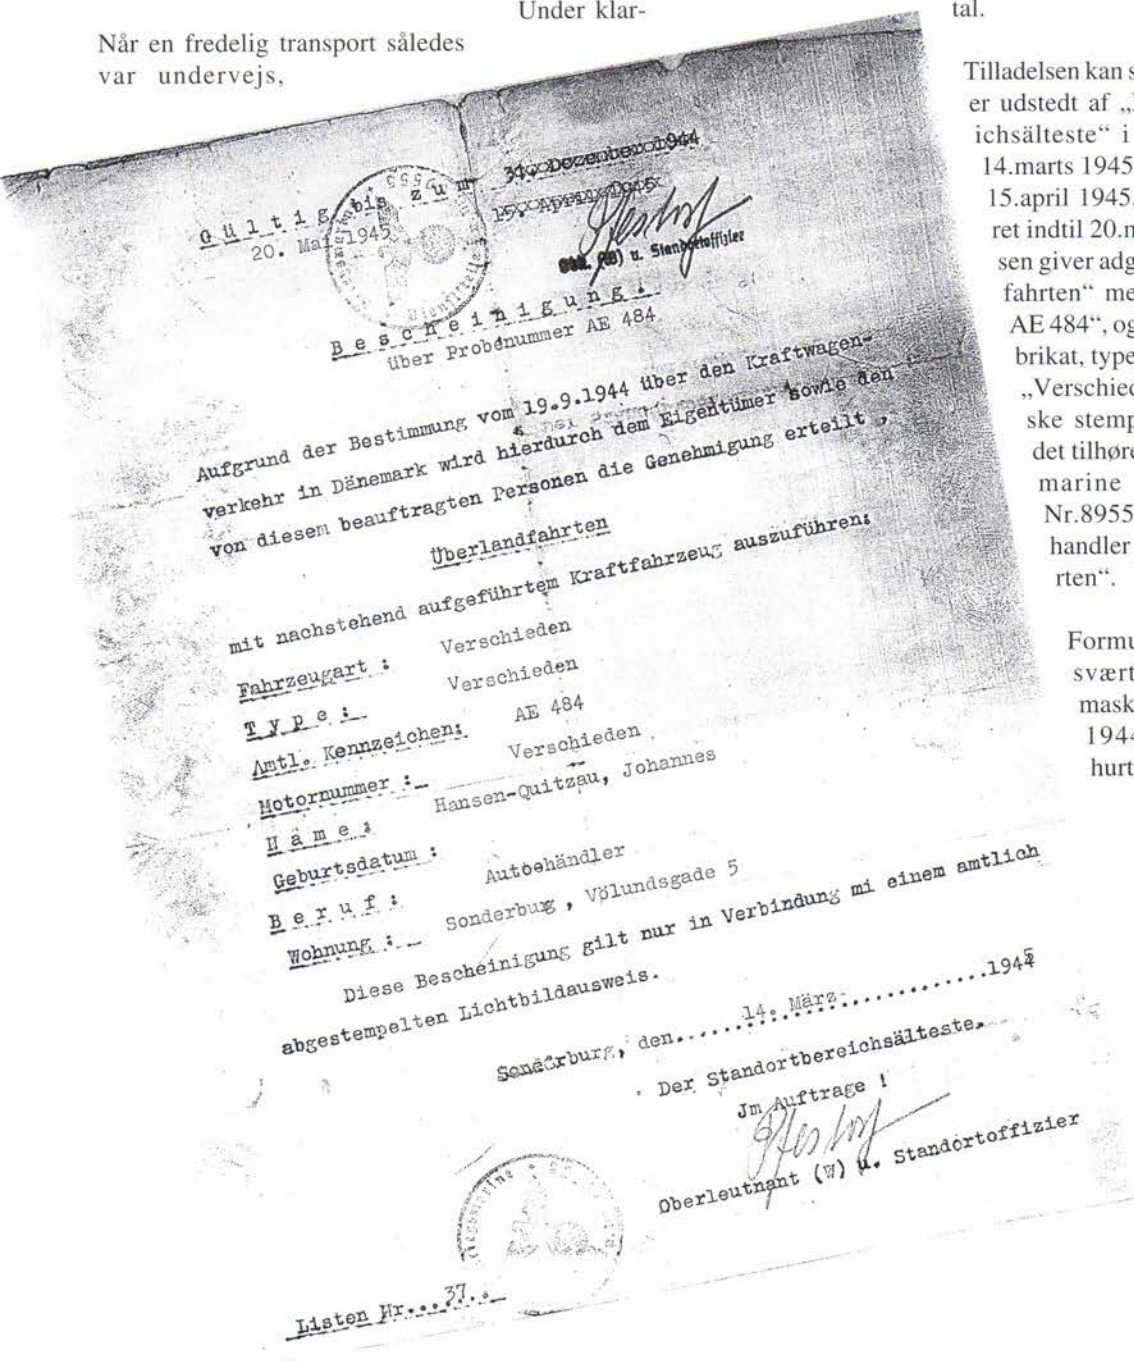 Under klar-
Når en fredelig transport således
var undervejs,
tal.
Tilladelsen kan s
er udstedt af „
ichsälteste“ i
14.marts 1945
15.april 1945.
ret indtil 20.m
sen giver adg
fahrten“ me
AE 484“, og
brikat, type
„Verschied
ske stemp
det tilhøre
marine
Nr.8955
handler
rten“.
Formu
svært
mask
1944
hurt
Gültig bis zum 31. Dezember 1944
20. Mai 1945 15. April 1945
u. Standortoffizier
Bescheinigung.
über Probenummer AE 484
Aufgrund der Bestimmung vom 19.9.1944 über den Kraftwagen-
verkehr in Dänemark wird hierdurch dem Eigentümer sowie den
von diesem beauftragten Personen die Genehmigung erteilt,
Überlandfahrten
mit nachstehend aufgeführtem Kraftfahrzeug auszuführen:
Fahrzeugart : Verschieden
Type : Verschieden
Amtl. Kennzeichen: AE 484
Motornummer : Verschieden
Name : Hansen-Quitzau, Johannes
Geburtsdatum :
Beruf : Autoehändler
Wohnung : Sonderburg , Völundsgade 5
Diese Bescheinigung gilt nur in Verbindung mi einem amtlich
abgestempelten Lichtbildausweis.
Sonderburg, den......14. März..............1945
Der Standortbereichsälteste.
Jm Auftrage !
Oberleutnant (W) u. Standortoffizier
Listen Nr...37..